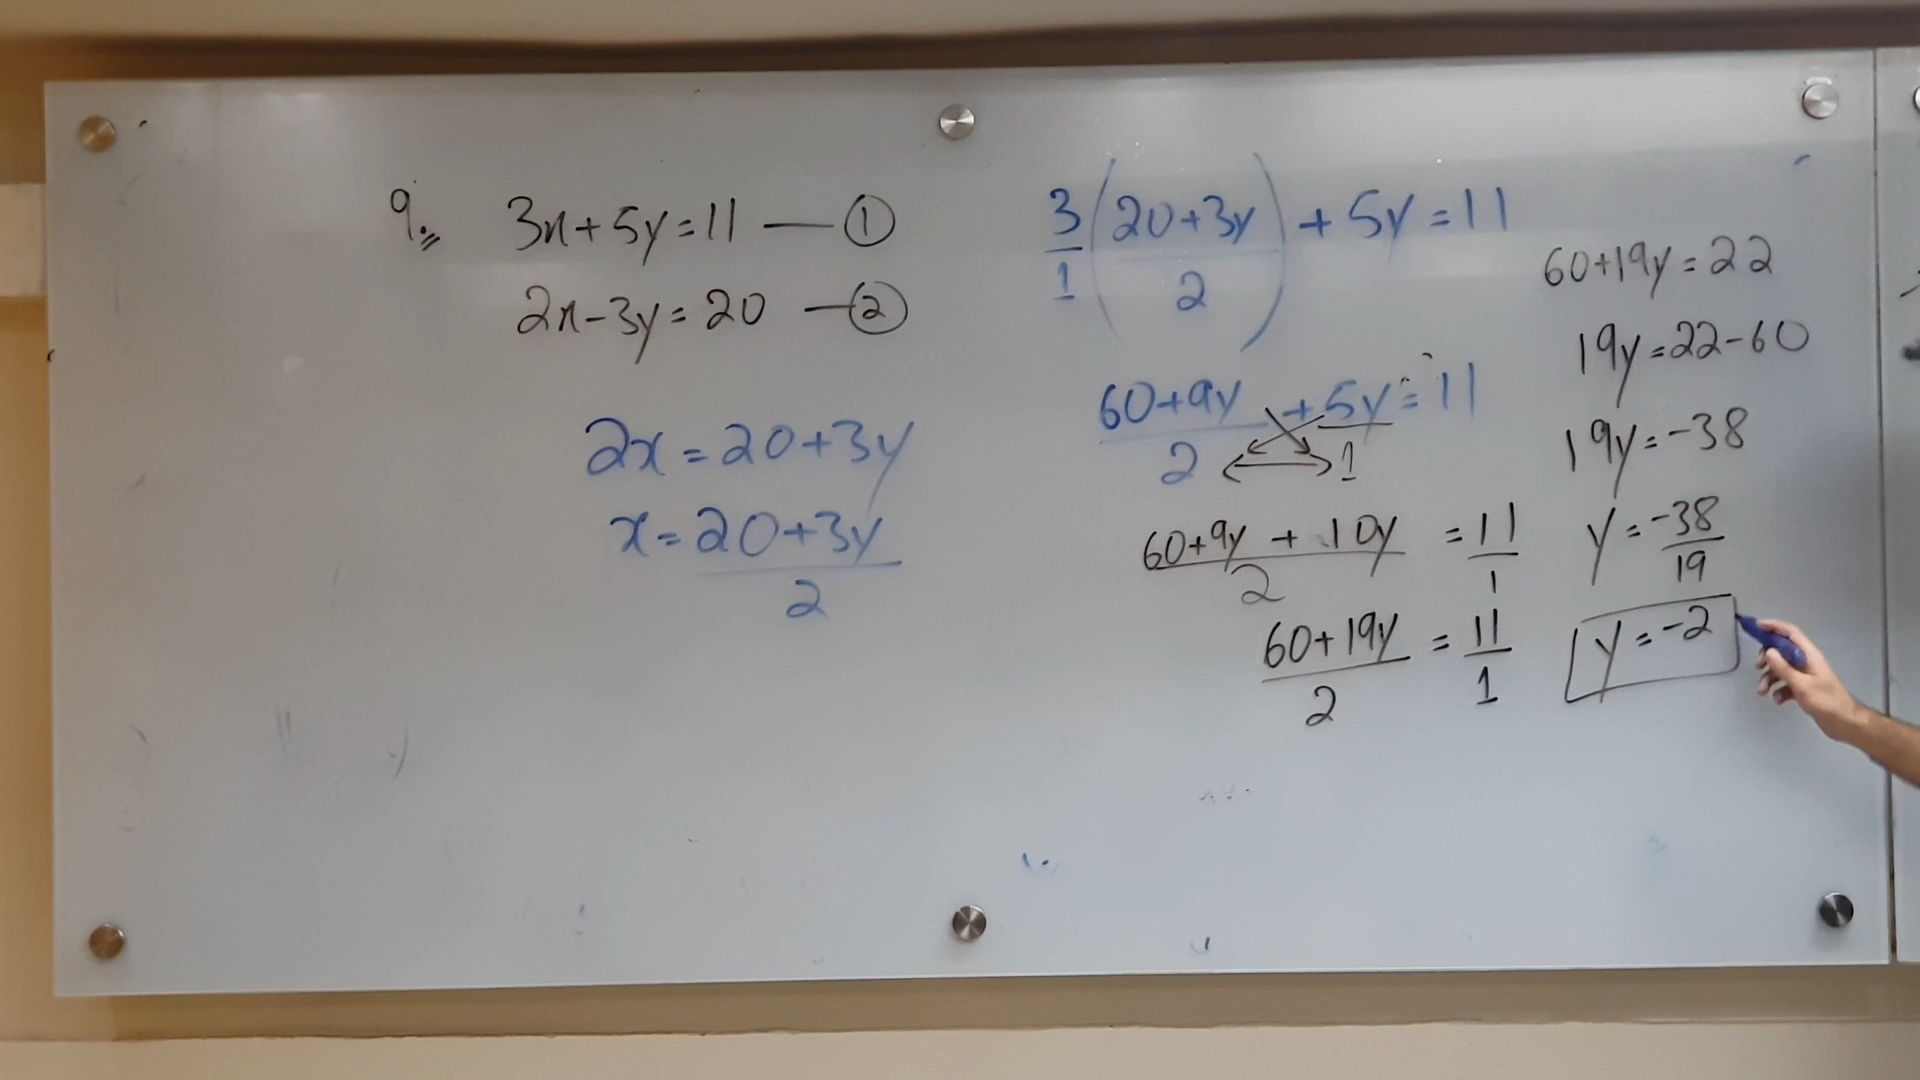 9. 3x+5y=11 — ①
2x-3y=20 — ②
2x=20+3y
x=20+3y
2
3/1 (20+3y/2) + 5y=11
60+9y/2 + 5y/1 = 11
60+9y + 10y/2 = 11/1
60+19y/2 = 11/1
60+19y=22
19y=22-60
19y=-38
y=-38/19
y=-2